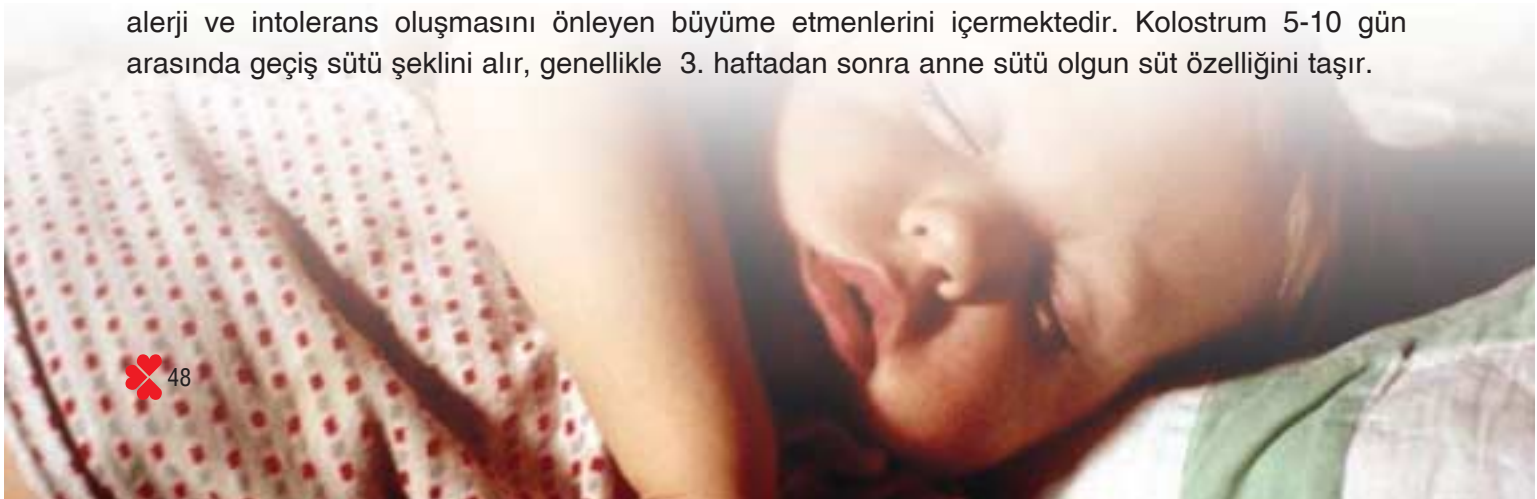 alerji ve intolerans oluşmasını önleyen büyüme etmenlerini içermektedir. Kolostrum 5-10 gün
arasında geçiş sütü şeklini alır, genellikle 3. haftadan sonra anne sütü olgun süt özelliğini taşır.
48